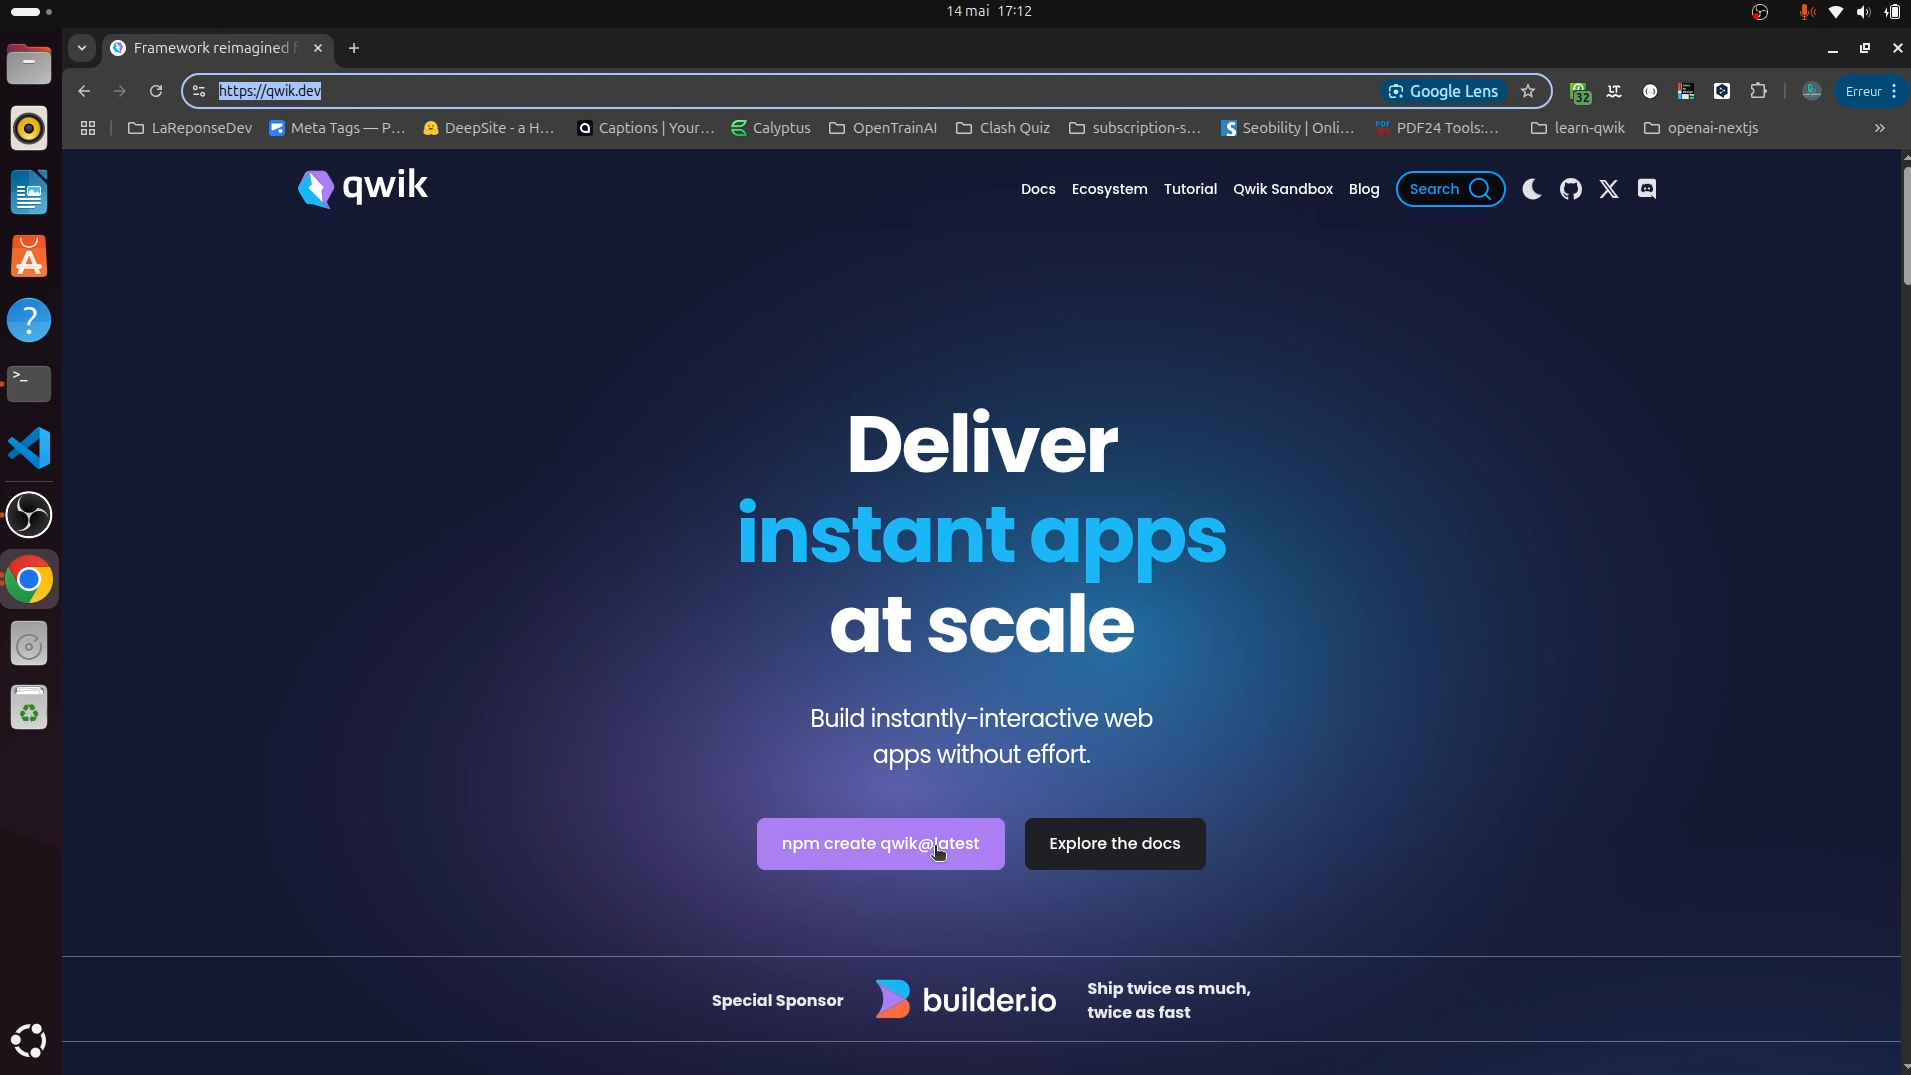 14 mai 17:12
Framework reimagined f
https://qwik.dev
Google Lens
32
Erreur
LaReponseDev
Meta Tags — P...
DeepSite - a H...
Captions | Your...
Calyptus
OpenTrainAI
Clash Quiz
subscription-s...
Seobility | Onli...
PDF24 Tools:...
learn-qwik
openai-nextjs
qwik
Docs
Ecosystem
Tutorial
Qwik Sandbox
Blog
Search
Deliver
instant apps
at scale
Build instantly-interactive web
apps without effort.
npm create qwik@latest
Explore the docs
Special Sponsor
builder.io
Ship twice as much,
twice as fast